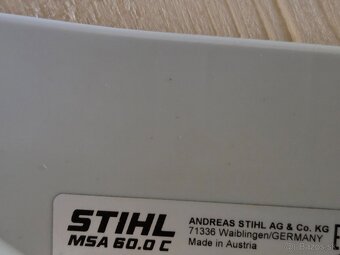 STIHL
MSA 60.0 C
ANDREAS STIHL AG & Co. KG
71336 Waiblingen/GERMANY
Made in Austria